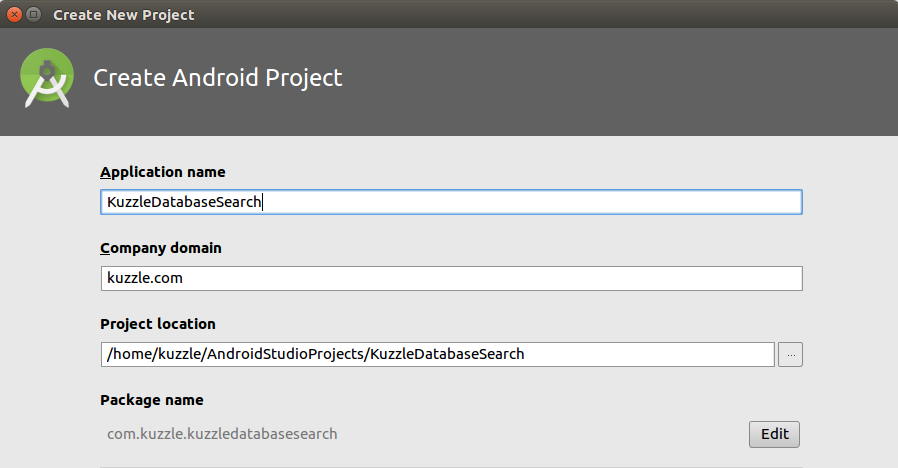 Create New Project
Create Android Project
Application name
KuzzleDatabaseSearch
Company domain
kuzzle.com
Project location
/home/kuzzle/AndroidStudioProjects/KuzzleDatabaseSearch
...
Package name
com.kuzzle.kuzzledatabasesearch
Edit